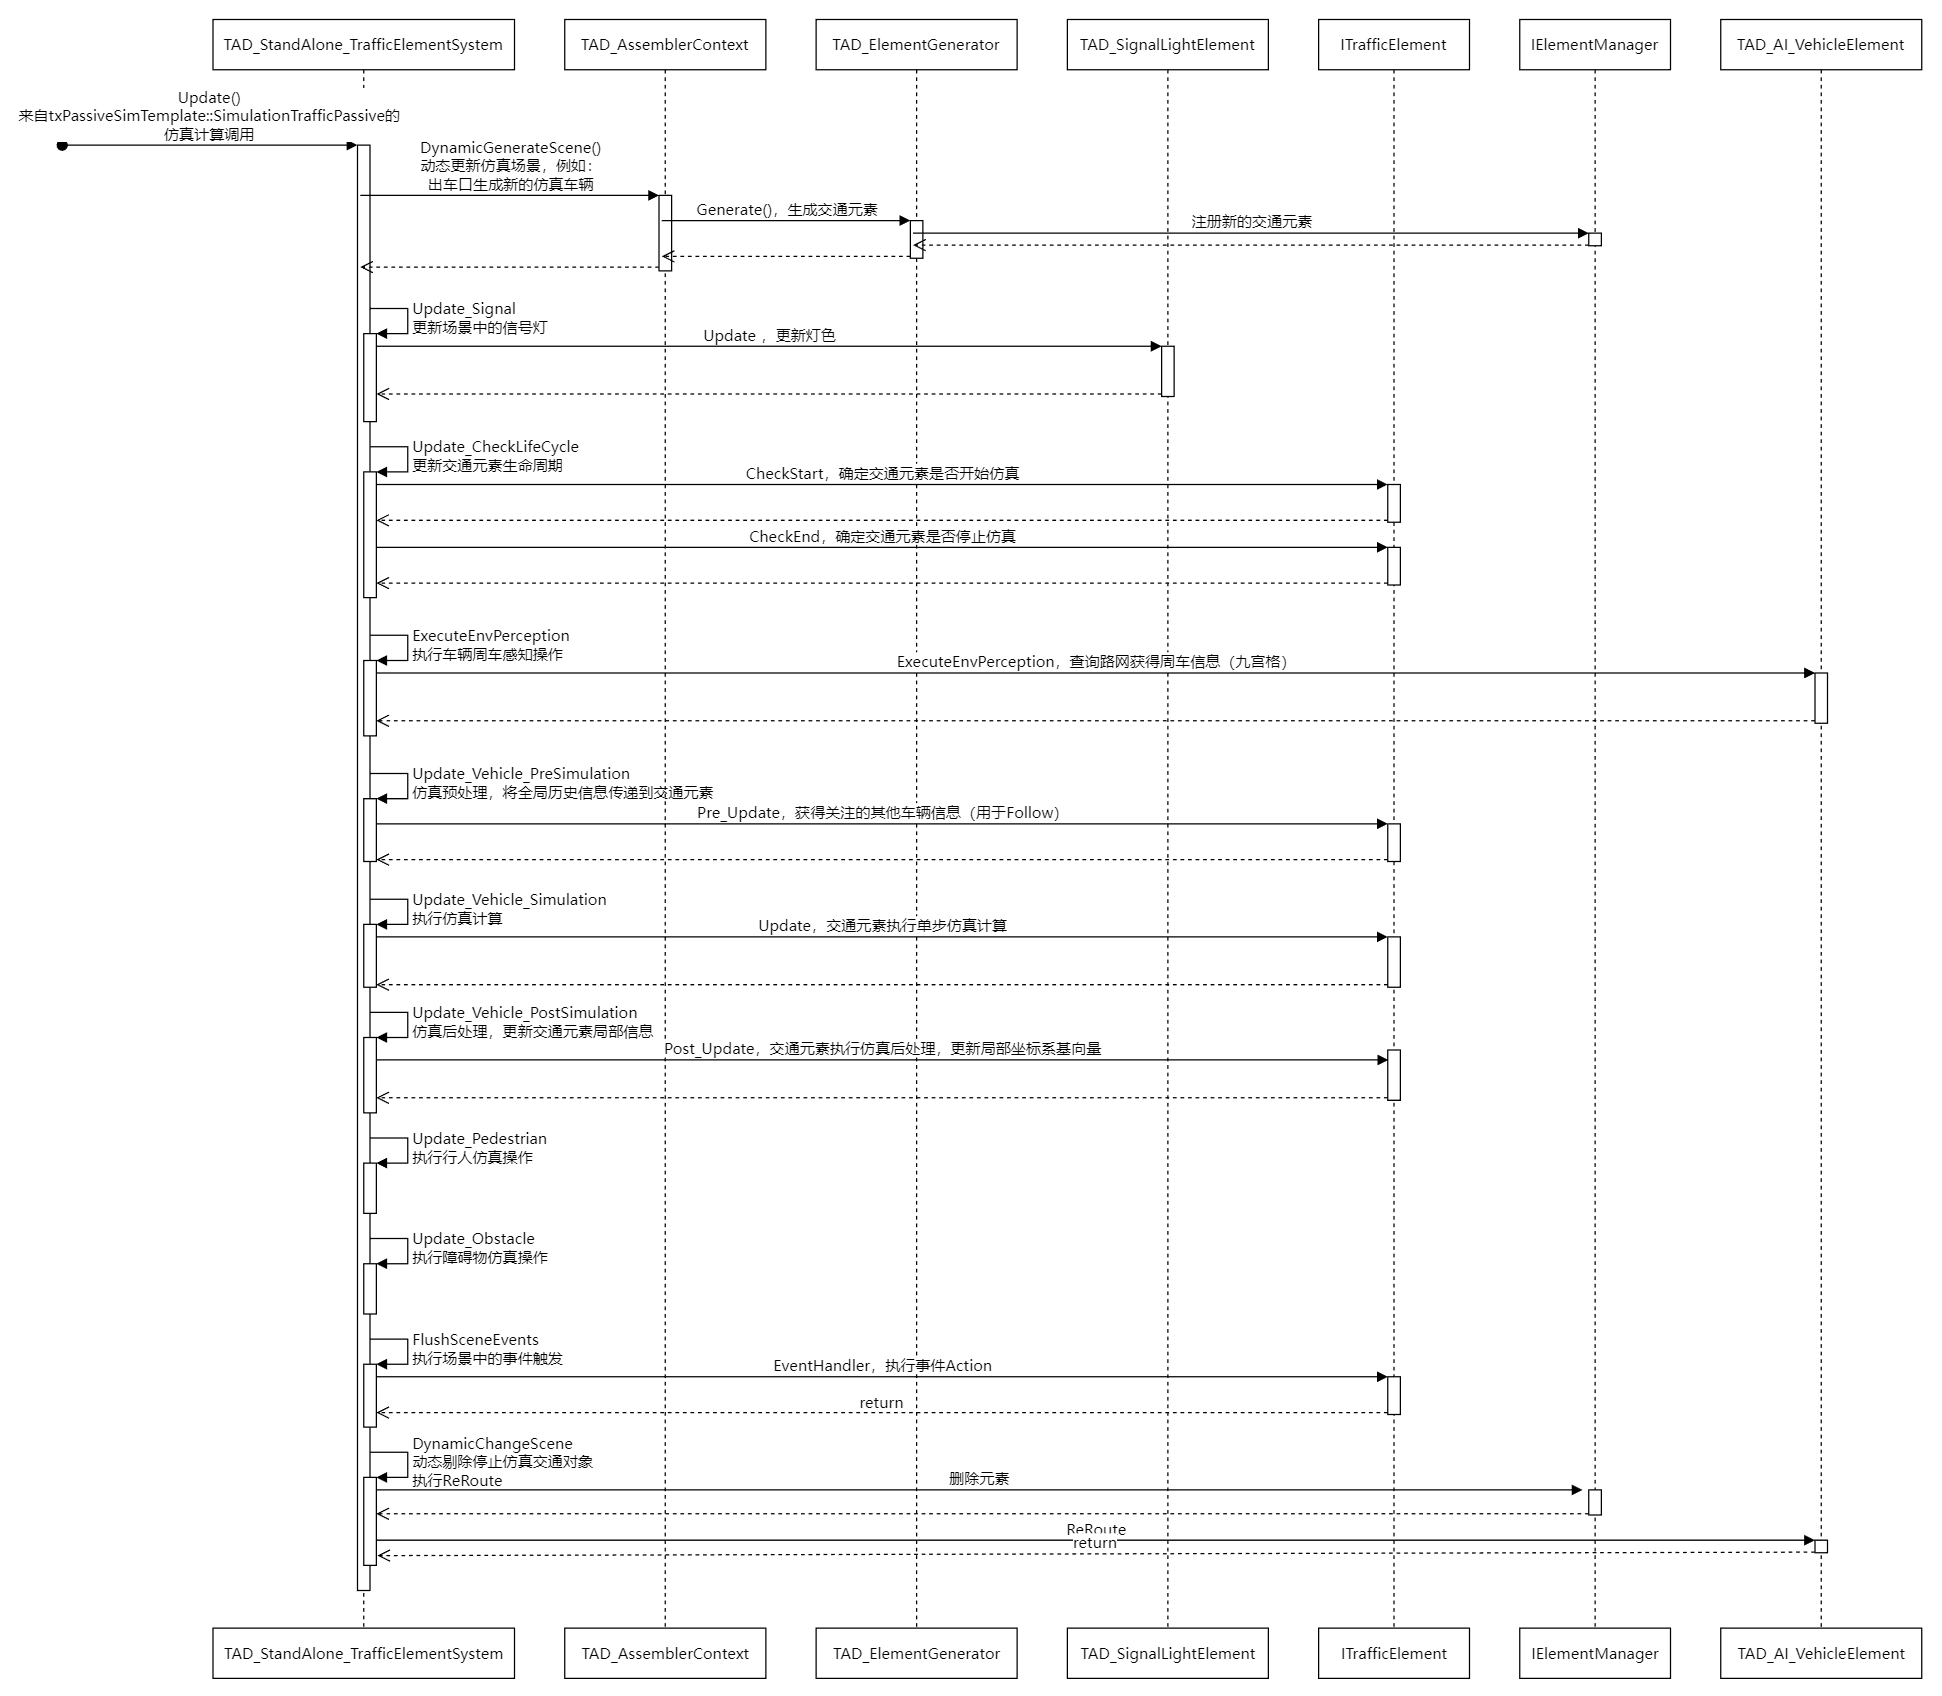 TAD_StandAlone_TrafficElementSystem
TAD_AssemblerContext
TAD_ElementGenerator
TAD_SignalLightElement
ITrafficElement
IElementManager
TAD_AI_VehicleElement
Update()
来自txPassiveSimTemplate::SimulationTrafficPassive的
仿真计算调用
DynamicGenerateScene()
动态更新仿真场景，例如：
出车口生成新的仿真车辆
Generate()，生成交通元素
注册新的交通元素
Update_Signal
更新场景中的信号灯
Update ，更新灯色
Update_CheckLifeCycle
更新交通元素生命周期
CheckStart，确定交通元素是否开始仿真
CheckEnd，确定交通元素是否停止仿真
ExecuteEnvPerception
执行车辆周车感知操作
ExecuteEnvPerception，查询路网获得周车信息（九宫格）
Update_Vehicle_PreSimulation
仿真预处理，将全局历史信息传递到交通元素
Pre_Update，获得关注的其他车辆信息（用于Follow）
Update_Vehicle_Simulation
执行仿真计算
Update，交通元素执行单步仿真计算
Update_Vehicle_PostSimulation
仿真后处理，更新交通元素局部信息
Post_Update，交通元素执行仿真后处理，更新局部坐标系基向量
Update_Pedestrian
执行行人仿真操作
Update_Obstacle
执行障碍物仿真操作
FlushSceneEvents
执行场景中的事件触发
EventHandler，执行事件Action
return
DynamicChangeScene
动态剔除停止仿真交通对象
执行ReRoute
删除元素
ReRoute
return
TAD_StandAlone_TrafficElementSystem
TAD_AssemblerContext
TAD_ElementGenerator
TAD_SignalLightElement
ITrafficElement
IElementManager
TAD_AI_VehicleElement